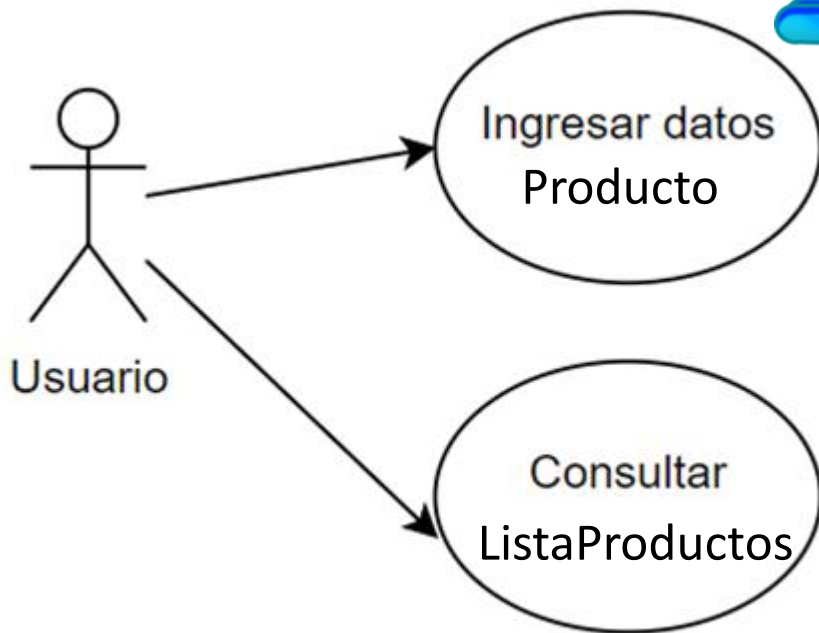 Ingresar datos
Producto
Usuario
Consultar
ListaProductos